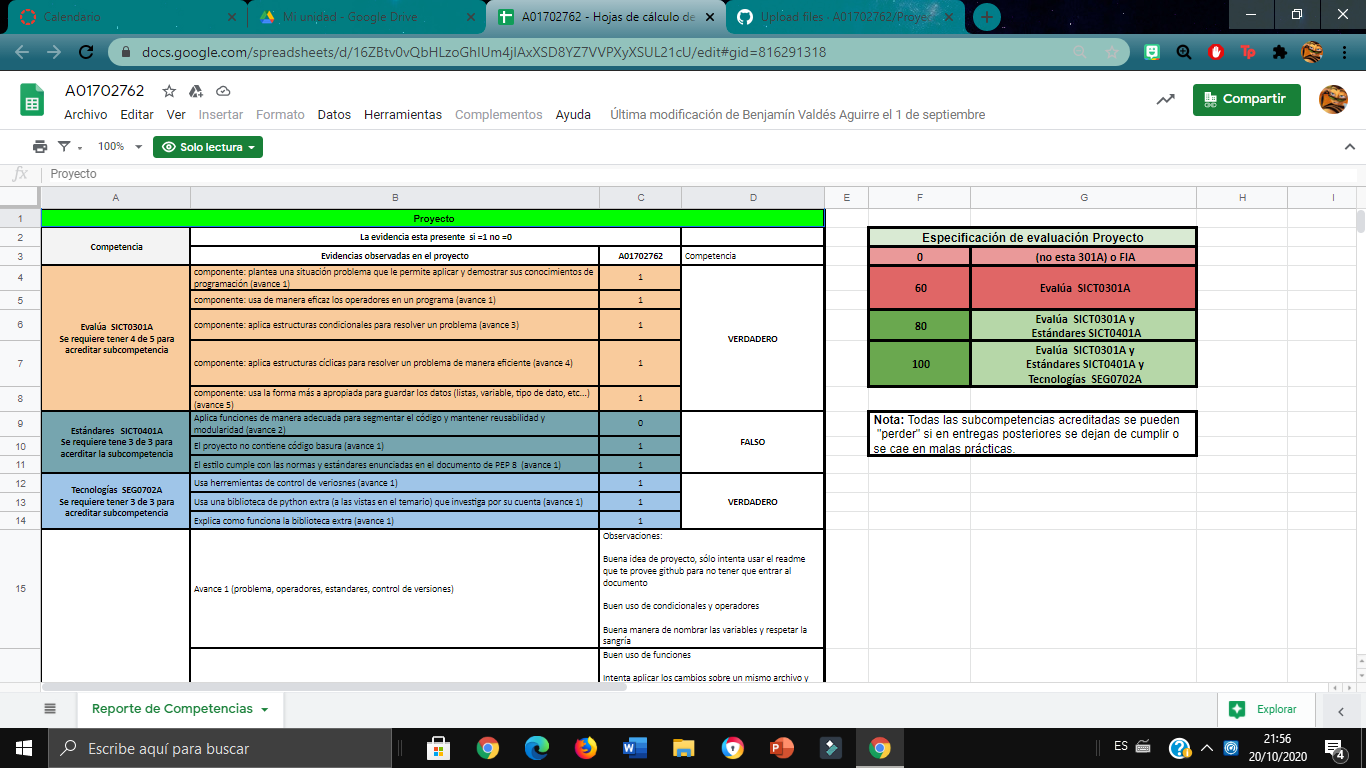 Calendario
Mi unidad - Google Drive
A01702762 - Hojas de cálculo de
Upload files - A01702762/Proyec
docs.google.com/spreadsheets/d/16ZBtv0vQbHLzoGhIUm4jlAxXSD8YZ7VVPXyXSUL21cU/edit#gid=816291318
A01702762
Archivo Editar Ver Insertar Formato Datos Herramientas Complementos Ayuda Última modificación de Benjamín Valdés Aguirre el 1 de septiembre
Compartir
100% Solo lectura
fx Proyecto
A B C D E F G H I
1 Proyecto
2 La evidencia esta presente si =1 no =0
Competencia
3 Evidencias observadas en el proyecto A01702762 Competencia
4 componente: plantea una situación problema que le permite aplicar y demostrar sus conocimientos de
programación (avance 1) 1
5 componente: usa de manera eficaz los operadores en un programa (avance 1) 1
6 componente: aplica estructuras condicionales para resolver un problema (avance 3) 1
Evalúa SICT0301A
Se requiere tener 4 de 5 para
acreditar subcompetencia
VERDADERO
7 componente: aplica estructuras cíclicas para resolver un problema de manera eficiente (avance 4) 1
8 componente: usa la forma más a apropiada para guardar los datos (listas, variable, tipo de dato, etc...)
(avance 5) 1
9 Aplica funciones de manera adecuada para segmentar el código y mantener reusabilidad y
modularidad (avance 2) 0
Estándares SICT0401A
Se requiere tene 3 de 3 para
acerditar la subcompetencia
FALSO
10 El proyecto no contiene código basura (avance 1) 1
11 El estilo cumple con las normas y estándares enunciadas en el documento de PEP 8 (avance 1) 1
12 Usa herremientas de control de veriosnes (avance 1) 1
Tecnologías SEG0702A
Se requiere tener 3 de 3 para
acreditar subcompetencia
VERDADERO
13 Usa una biblioteca de python extra (a las vistas en el temario) que investiga por su cuenta (avance 1) 1
14 Explica como funciona la biblioteca extra (avance 1) 1
15 Avance 1 (problema, operadores, estandares, control de versiones)
Observaciones:
Buena idea de proyecto, sólo intenta usar el readme
que te provee github para no tener que entrar al
documento
Buen uso de condicionales y operadores
Buena manera de nombrar las variables y respetar la
sangría
Buen uso de funciones
Intenta aplicar los cambios sobre un mismo archivo y
Especificación de evaluación Proyecto
0 (no esta 301A) o FIA
60 Evalúa SICT0301A
80 Evalúa SICT0301A y
Estándares SICT0401A
100 Evalúa SICT0301A y
Estándares SICT0401A y
Tecnologías SEG0702A
Nota: Todas las subcompetencias acreditadas se pueden
"perder" si en entregas posteriores se dejan de cumplir o
se cae en malas prácticas.
Reporte de Competencias
Explorar
Escribe aquí para buscar
ES
21:56
20/10/2020
4